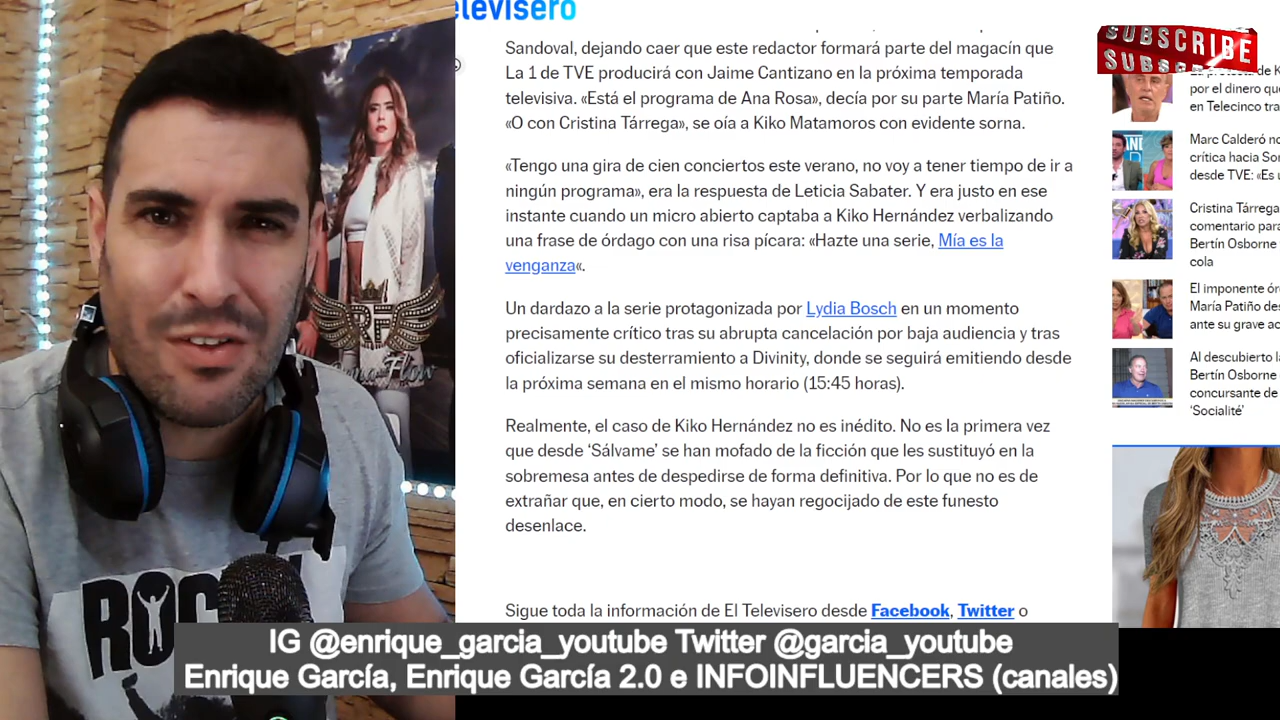 elevisero
Sandoval, dejando caer que este redactor formará parte del magacín que
La 1 de TVE producirá con Jaime Cantizano en la próxima temporada
televisiva. «Está el programa de Ana Rosa», decía por su parte María Patiño.
«O con Cristina Tárrega», se oía a Kiko Matamoros con evidente sorna.
«Tengo una gira de cien conciertos este verano, no voy a tener tiempo de ir a
ningún programa», era la respuesta de Leticia Sabater. Y era justo en ese
instante cuando un micro abierto captaba a Kiko Hernández verbalizando
una frase de órdago con una risa pícara: «Hazte una serie, Mía es la
venganza«.
Un dardazo a la serie protagonizada por Lydia Bosch en un momento
precisamente crítico tras su abrupta cancelación por baja audiencia y tras
oficializarse su desterramiento a Divinity, donde se seguirá emitiendo desde
la próxima semana en el mismo horario (15:45 horas).
Realmente, el caso de Kiko Hernández no es inédito. No es la primera vez
que desde ‘Sálvame’ se han mofado de la ficción que les sustituyó en la
sobremesa antes de despedirse de forma definitiva. Por lo que no es de
extrañar que, en cierto modo, se hayan regocijado de este funesto
desenlace.
Sigue toda la información de El Televisero desde Facebook, Twitter o
SUBSCRIBE
por el dinero que
en Telecinco tra
Marc Calderó no
crítica hacia Son
desde TVE: «Es u
Cristina Tárrega
comentario para
Bertín Osborne
cola
El imponente ór
María Patiño des
ante su grave ac
Al descubierto la
Bertín Osborne
concursante de
‘Socialité’
ROC
IG @enrique_garcia_youtube Twitter @garcia_youtube
Enrique García, Enrique García 2.0 e INFOINFLUENCERS (canales)